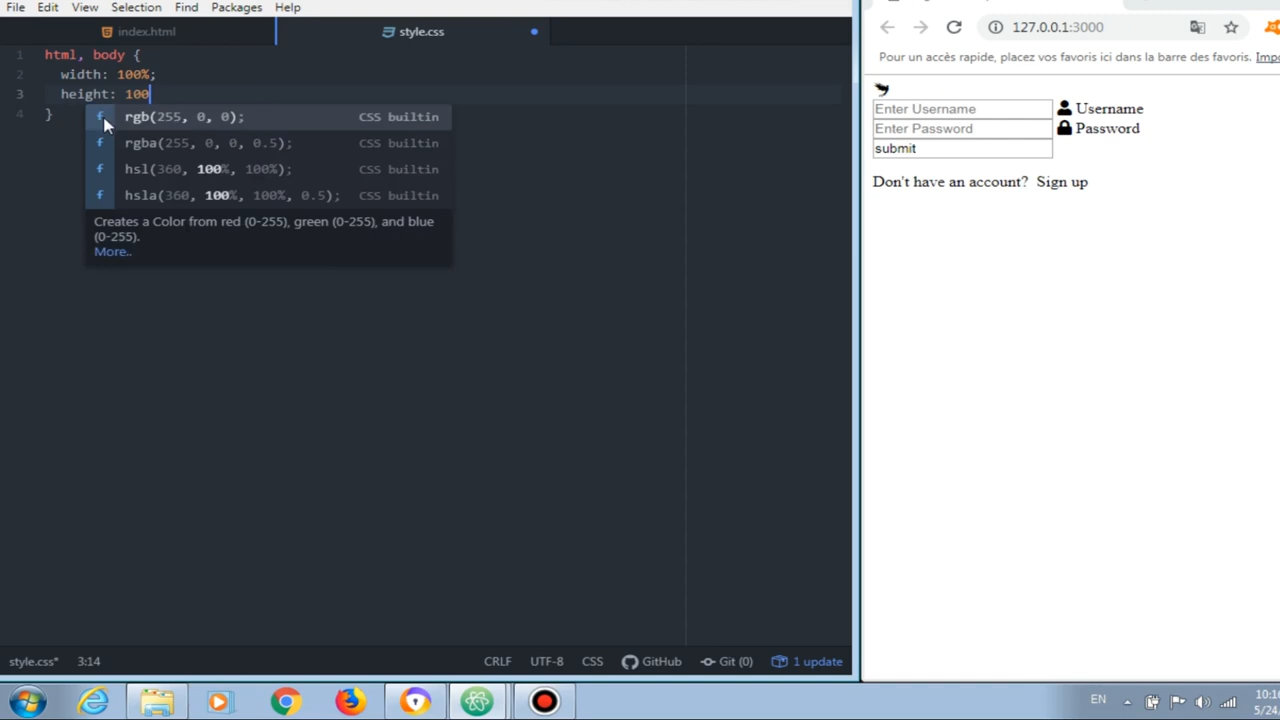 File Edit View Selection Find Packages Help
index.html
style.css
1 html, body {
2 width: 100%;
3 height: 100
4 }
f rgb(255, 0, 0); CSS builtin
f rgba(255, 0, 0, 0.5); CSS builtin
f hsl(360, 100%, 100%); CSS builtin
f hsla(360, 100%, 100%, 0.5); CSS builtin
Creates a Color from red (0-255), green (0-255), and blue
(0-255).
More..
style.css* 3:14 CRLF UTF-8 CSS GitHub Git (0) 1 update
127.0.0.1:3000
Pour un accès rapide, placez vos favoris ici dans la barre des favoris.
Enter Username Username
Enter Password Password
submit
Don't have an account? Sign up
EN